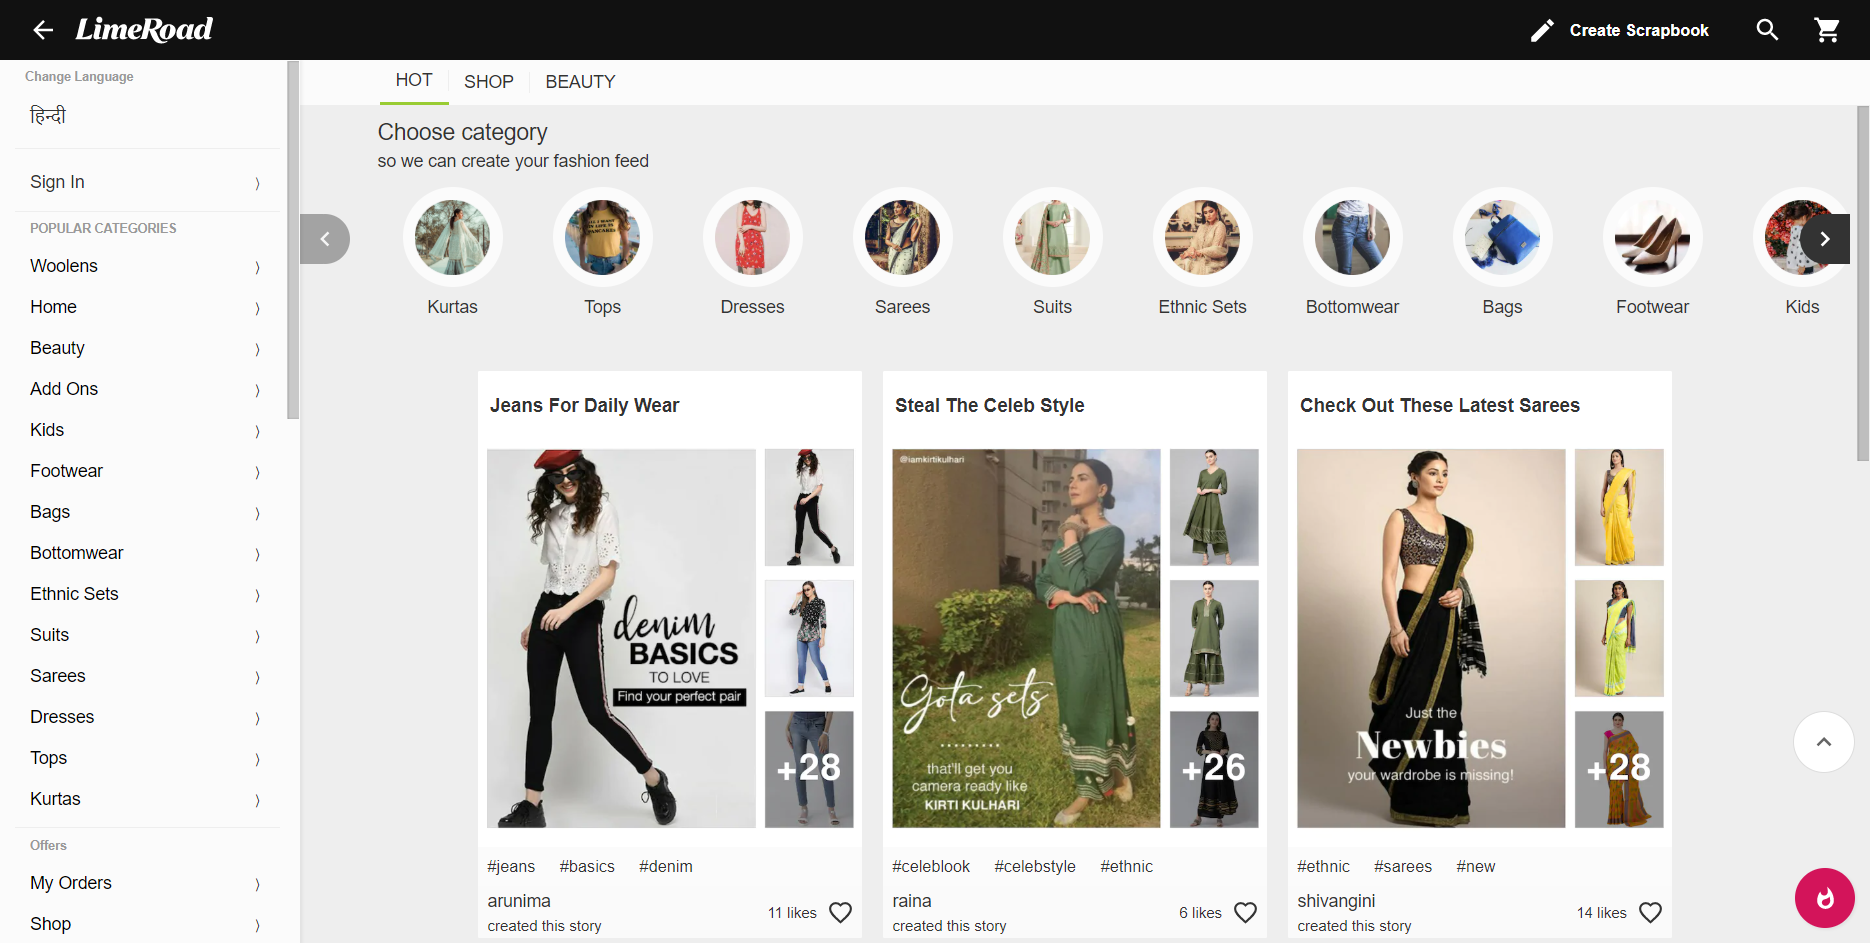 LimeRoad
Create Scrapbook
Change Language
हिन्दी
Sign In
POPULAR CATEGORIES
Woolens
Home
Beauty
Add Ons
Kids
Footwear
Bags
Bottomwear
Ethnic Sets
Suits
Sarees
Dresses
Tops
Kurtas
Offers
My Orders
Shop
HOT
SHOP
BEAUTY
Choose category
so we can create your fashion feed
Kurtas
Tops
Dresses
Sarees
Suits
Ethnic Sets
Bottomwear
Bags
Footwear
Kids
Jeans For Daily Wear
denim
BASICS
TO LOVE
Find your perfect pair
+28
#jeans #basics #denim
arunima
created this story
11 likes
Steal The Celeb Style
@iamkirtikulhari
Gota sets
that'll get you
camera ready like
KIRTI KULHARI
+26
#celeblook #celebstyle #ethnic
raina
created this story
6 likes
Check Out These Latest Sarees
Just the
Newbies
your wardrobe is missing!
+28
#ethnic #sarees #new
shivangini
created this story
14 likes